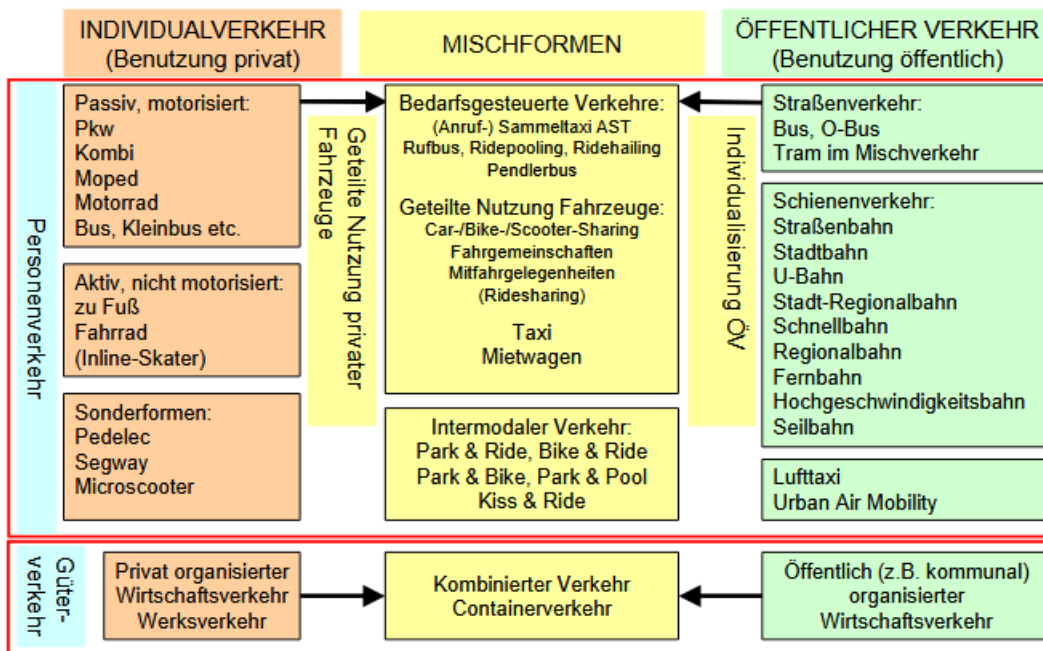 INDIVIDUALVERKEHR
(Benutzung privat)
MISCHFORMEN
ÖFFENTLICHER VERKEHR
(Benutzung öffentlich)
Personenverkehr
Passiv, motorisiert:
Pkw
Kombi
Moped
Motorrad
Bus, Kleinbus etc.
Aktiv, nicht motorisiert:
zu Fuß
Fahrrad
(Inline-Skater)
Sonderformen:
Pedelec
Segway
Microscooter
Geteilte Nutzung privater
Fahrzeuge
Bedarfsgesteuerte Verkehre:
(Anruf-) Sammeltaxi AST
Rufbus, Ridepooling, Ridehailing
Pendlerbus
Geteilte Nutzung Fahrzeuge:
Car-/Bike-/Scooter-Sharing
Fahrgemeinschaften
Mitfahrgelegenheiten
(Ridesharing)
Taxi
Mietwagen
Intermodaler Verkehr:
Park & Ride, Bike & Ride
Park & Bike, Park & Pool
Kiss & Ride
Individualisierung ÖV
Straßenverkehr:
Bus, O-Bus
Tram im Mischverkehr
Schienenverkehr:
Straßenbahn
Stadtbahn
U-Bahn
Stadt-Regionalbahn
Schnellbahn
Regionalbahn
Fernbahn
Hochgeschwindigkeitsbahn
Seilbahn
Lufttaxi
Urban Air Mobility
Güter-
verkehr
Privat organisierter
Wirtschaftsverkehr
Werksverkehr
Kombinierter Verkehr
Containerverkehr
Öffentlich (z.B. kommunal)
organisierter
Wirtschaftsverkehr